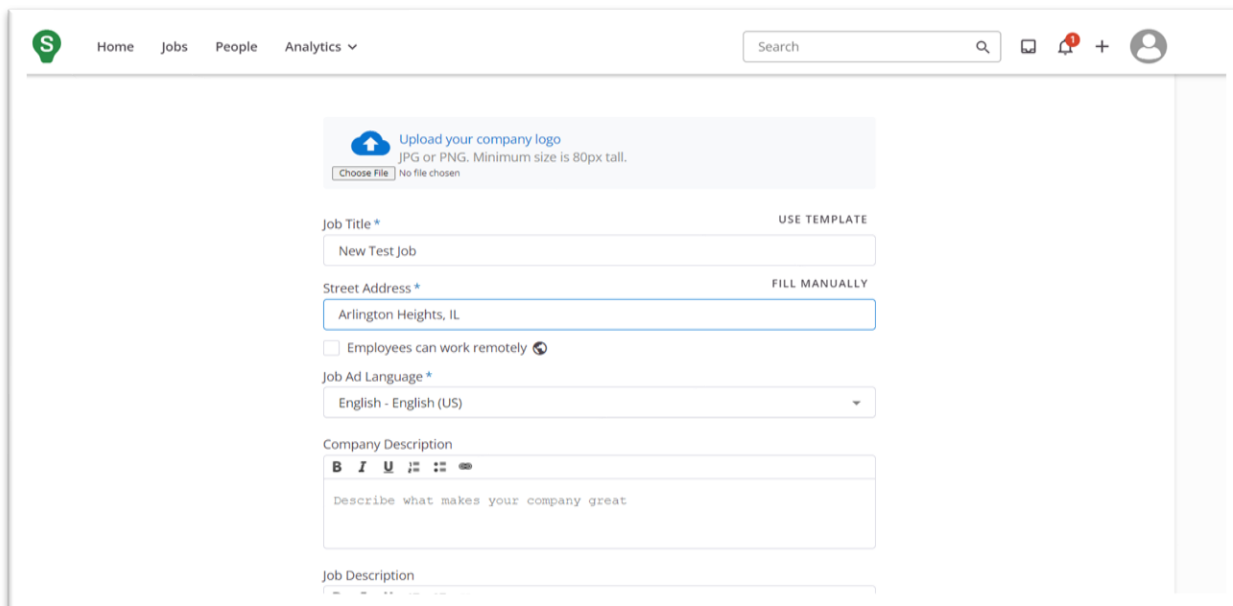 S Home Jobs People Analytics Search 1
Upload your company logo
JPG or PNG. Minimum size is 80px tall.
Choose File No file chosen
Job Title * USE TEMPLATE
New Test Job
Street Address * FILL MANUALLY
Arlington Heights, IL
Employees can work remotely
Job Ad Language *
English - English (US)
Company Description
B I U
Describe what makes your company great
Job Description